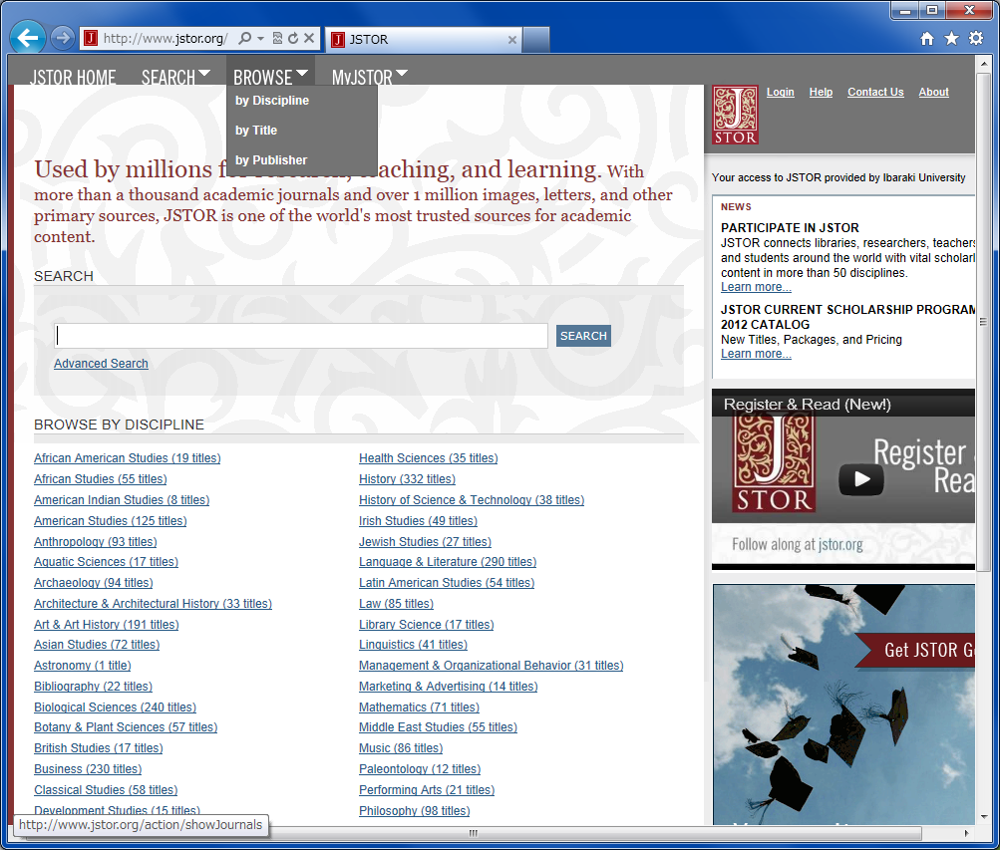 http://www.jstor.org/
JSTOR
JSTOR HOME SEARCH BROWSE MyJSTOR
by Discipline
by Title
by Publisher
J
STOR
Login Help Contact Us About
Used by millions for research, teaching, and learning. With
more than a thousand academic journals and over 1 million images, letters, and other
primary sources, JSTOR is one of the world's most trusted sources for academic
content.
SEARCH
SEARCH
Advanced Search
BROWSE BY DISCIPLINE
African American Studies (19 titles)
African Studies (55 titles)
American Indian Studies (8 titles)
American Studies (125 titles)
Anthropology (93 titles)
Aquatic Sciences (17 titles)
Archaeology (94 titles)
Architecture & Architectural History (33 titles)
Art & Art History (191 titles)
Asian Studies (72 titles)
Astronomy (1 title)
Bibliography (22 titles)
Biological Sciences (240 titles)
Botany & Plant Sciences (57 titles)
British Studies (17 titles)
Business (230 titles)
Classical Studies (58 titles)
Development Studies (15 titles)
Health Sciences (35 titles)
History (332 titles)
History of Science & Technology (38 titles)
Irish Studies (49 titles)
Jewish Studies (27 titles)
Language & Literature (290 titles)
Latin American Studies (54 titles)
Law (85 titles)
Library Science (17 titles)
Linguistics (41 titles)
Management & Organizational Behavior (31 titles)
Marketing & Advertising (14 titles)
Mathematics (71 titles)
Middle East Studies (55 titles)
Music (86 titles)
Paleontology (12 titles)
Performing Arts (21 titles)
Philosophy (98 titles)
Your access to JSTOR provided by Ibaraki University
NEWS
PARTICIPATE IN JSTOR
JSTOR connects libraries, researchers, teachers
and students around the world with vital scholarl
content in more than 50 disciplines.
Learn more...
JSTOR CURRENT SCHOLARSHIP PROGRAM
2012 CATALOG
New Titles, Packages, and Pricing
Learn more...
Register & Read (New!)
J
STOR
Register
Rea
Follow along at jstor.org
Get JSTOR G
http://www.jstor.org/action/showJournals